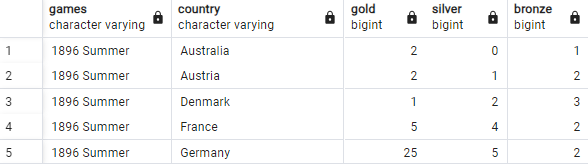 games country gold silver bronze
character varying character varying bigint bigint bigint
1 1896 Summer Australia 2 0 1
2 1896 Summer Austria 2 1 2
3 1896 Summer Denmark 1 2 3
4 1896 Summer France 5 4 2
5 1896 Summer Germany 25 5 2